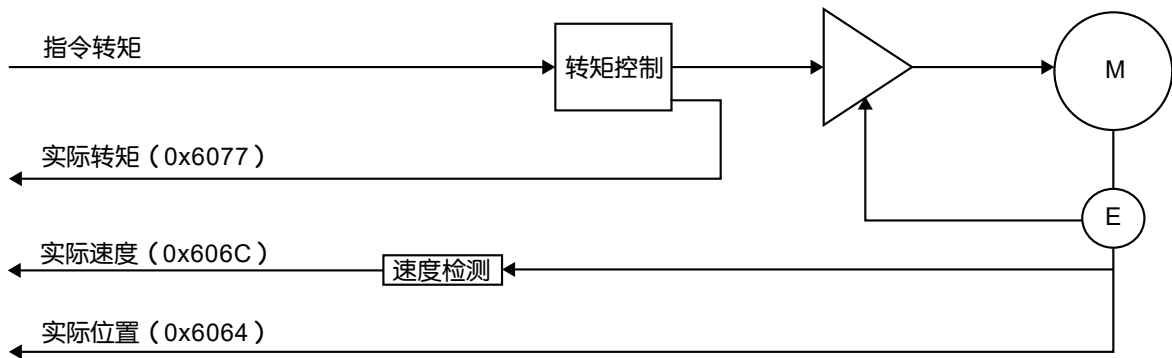 指令转矩
转矩控制
M
实际转矩（0x6077）
E
实际速度（0x606C）
速度检测
实际位置（0x6064）